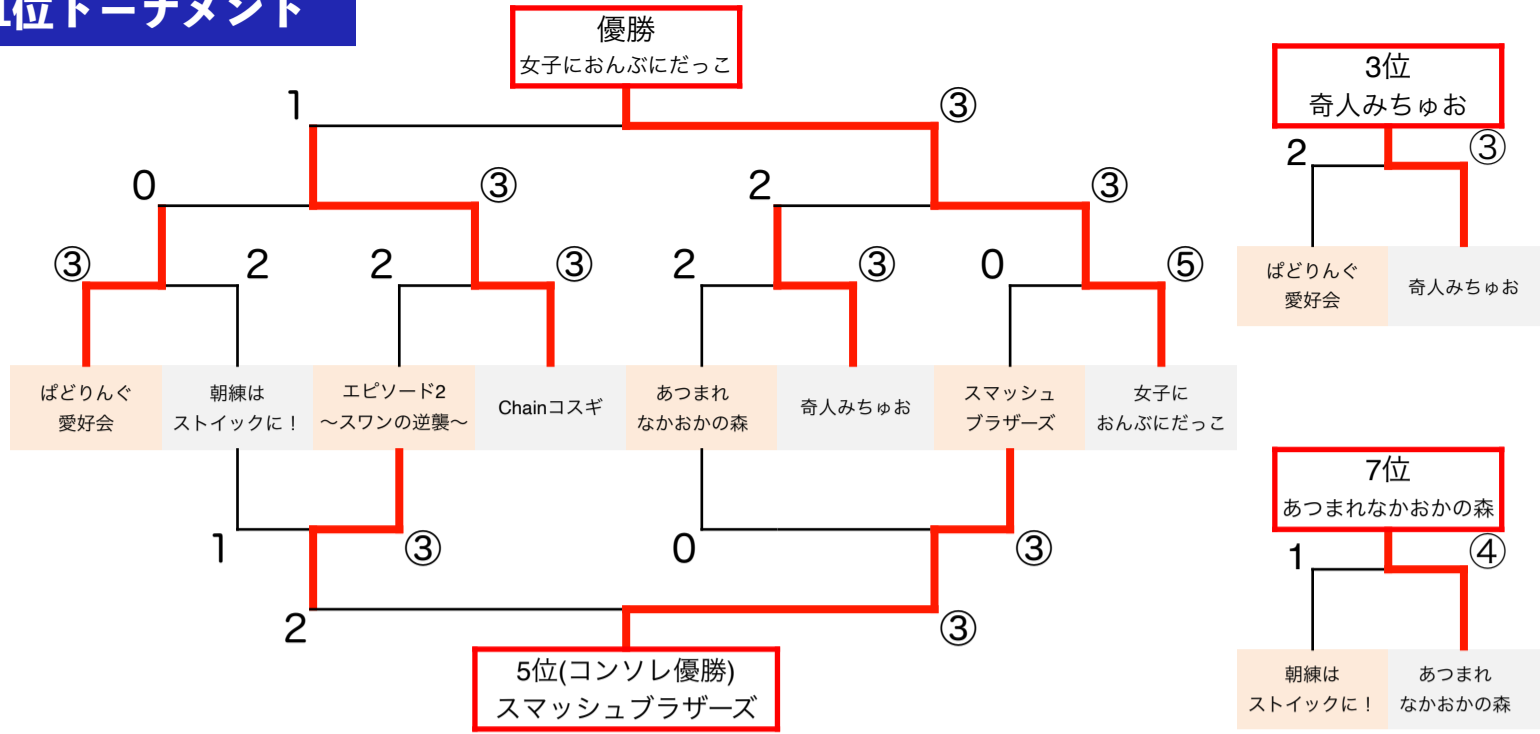 1位トーナメント
優勝
女子におんぶにだっこ
1
③
0
③
2
③
③
2
2
③
2
③
0
⑤
ぱどりんぐ
愛好会
朝練は
ストイックに！
エピソード2
〜スワンの逆襲〜
Chainコスギ
あつまれ
なかおかの森
奇人みちゅお
スマッシュ
ブラザーズ
女子に
おんぶにだっこ
1
③
0
③
2
③
5位(コンソレ優勝)
スマッシュブラザーズ
3位
奇人みちゅお
2
③
ぱどりんぐ
愛好会
奇人みちゅお
7位
あつまれなかおかの森
1
④
朝練は
ストイックに！
あつまれ
なかおかの森